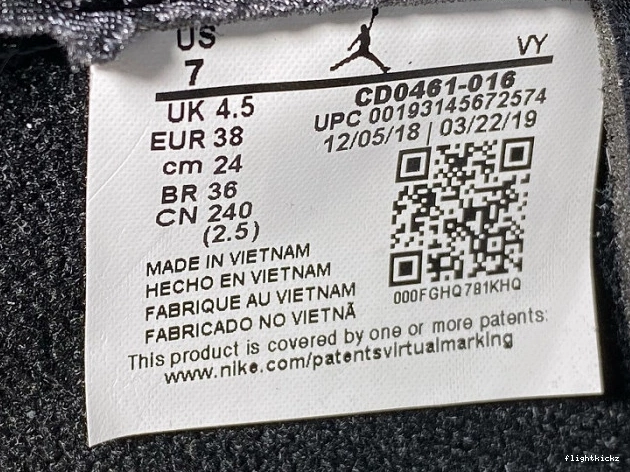 US
7
VY
UK 4.5
EUR 38
cm 24
BR 36
CN 240
(2.5)
CD0461-016
UPC 00193145672574
12/05/18 | 03/22/19
000FGHQ781KHQ
MADE IN VIETNAM
HECHO EN VIETNAM
FABRIQUE AU VIETNAM
FABRICADO NO VIETNÃ
This product is covered by one or more patents:
www.nike.com/patentsvirtualmarking
flightkickz